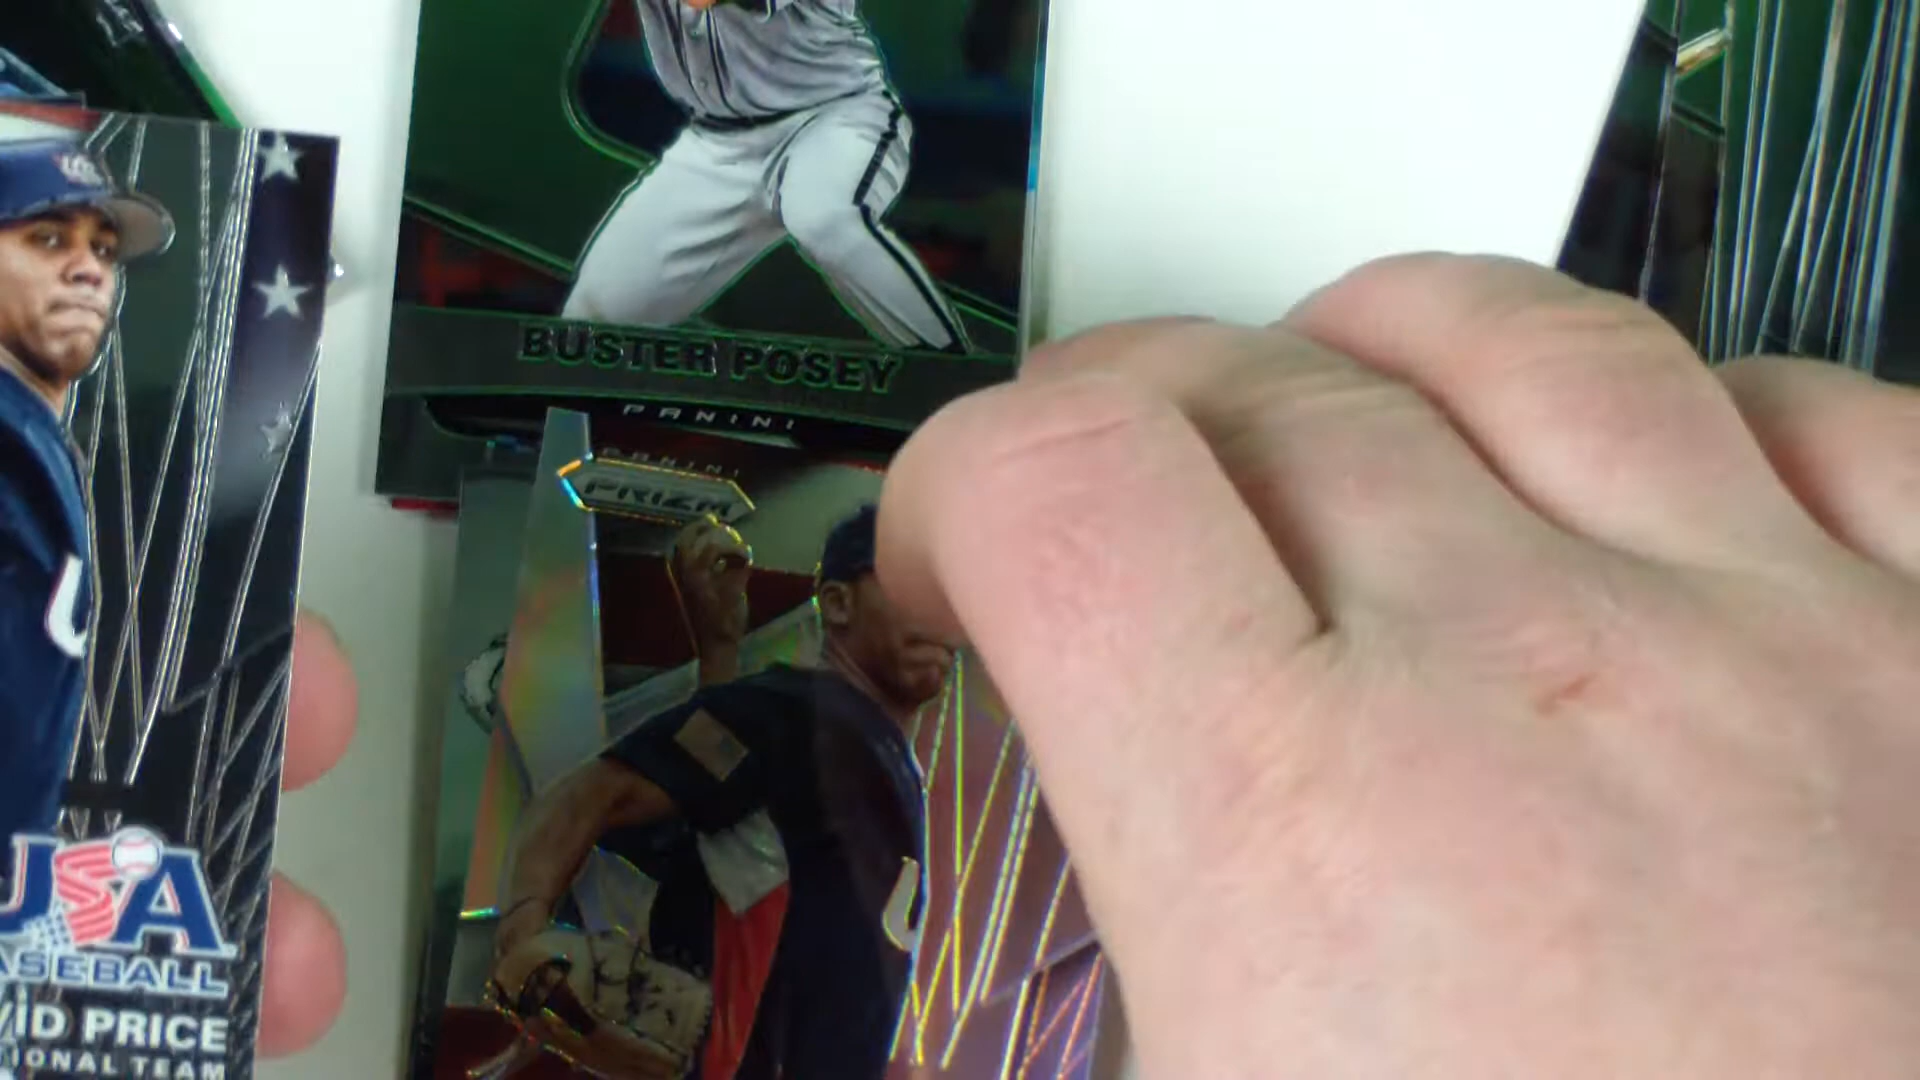 BUSTER POSEY
PANINI
PANINI
PRIZM
USA
BASEBALL
VID PRICE
IONAL TEAM